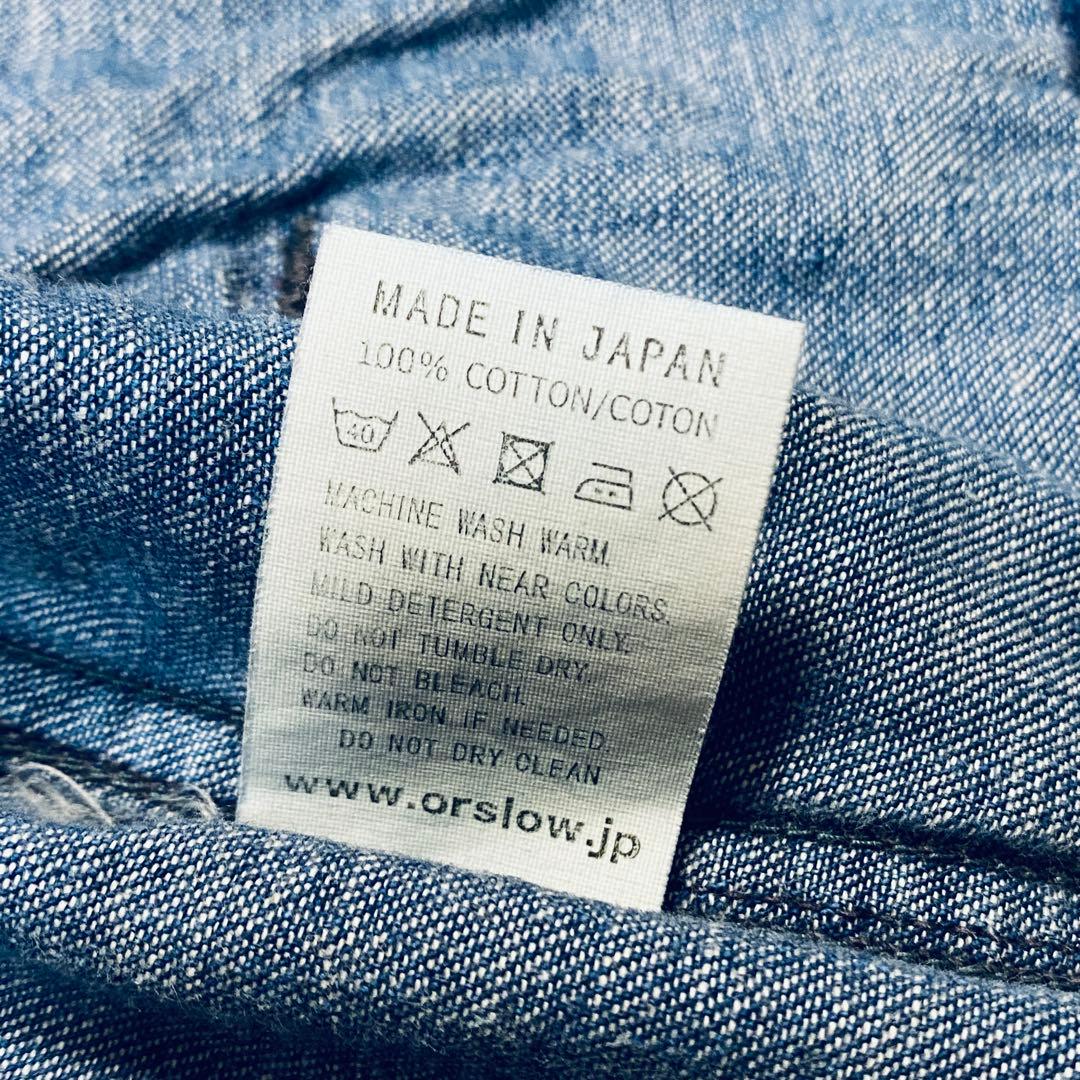 MADE IN JAPAN
100% COTTON/COTON
40
MACHINE WASH WARM.
WASH WITH NEAR COLORS.
MILD DETERGENT ONLY.
DO NOT TUMBLE DRY.
DO NOT BLEACH.
WARM IRON IF NEEDED.
DO NOT DRY CLEAN
www.orslow.jp